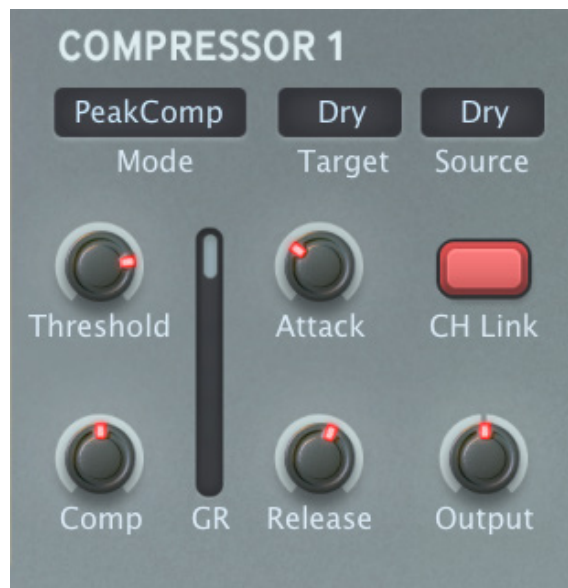 COMPRESSOR 1
PeakComp Dry Dry
Mode Target Source
Threshold Attack CH Link
Comp GR Release Output